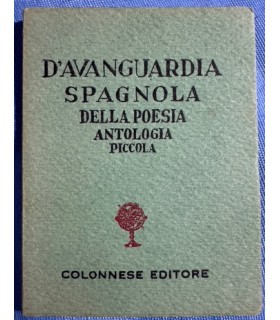 D'AVANGUARDIA
SPAGNOLA
DELLA POESIA
ANTOLOGIA
PICCOLA
COLONNESE EDITORE